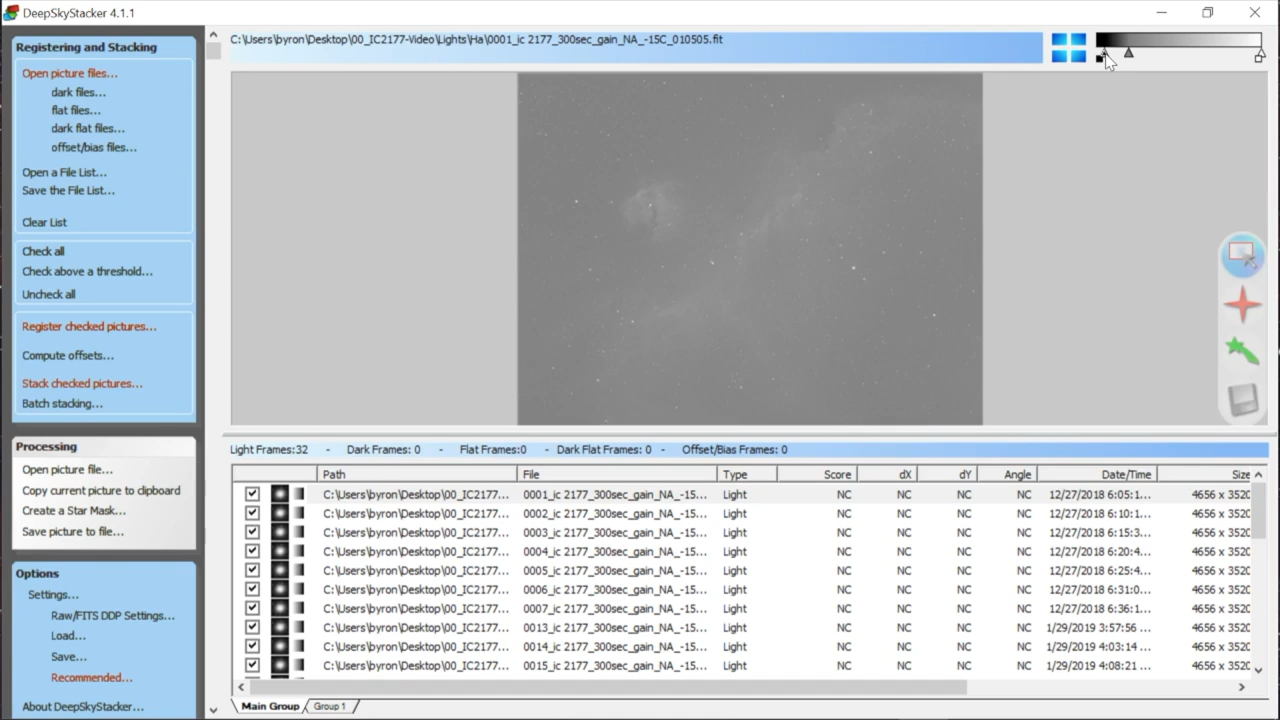 DeepSkyStacker 4.1.1
C:\Users\byron\Desktop\00_IC2177-Video\Lights\Ha\0001_ic 2177_300sec_gain_NA_-15C_010505.fit
Registering and Stacking
Open picture files...
dark files...
flat files...
dark flat files...
offset/bias files...
Open a File List...
Save the File List...
Clear List
Check all
Check above a threshold...
Uncheck all
Register checked pictures...
Compute offsets...
Stack checked pictures...
Batch stacking...
Processing
Open picture file...
Copy current picture to clipboard
Create a Star Mask...
Save picture to file...
Options
Settings...
Raw/FITS DDP Settings...
Load...
Save...
Recommended...
About DeepSkyStacker...
Light Frames:32 - Dark Frames: 0 - Flat Frames:0 - Dark Flat Frames: 0 - Offset/Bias Frames: 0
Path File Type Score dX dY Angle Date/Time Size
C:\Users\byron\Desktop\00_IC2177... 0001_ic 2177_300sec_gain_NA_-15... Light NC NC NC NC 12/27/2018 6:05:1... 4656 x 3520
C:\Users\byron\Desktop\00_IC2177... 0002_ic 2177_300sec_gain_NA_-15... Light NC NC NC NC 12/27/2018 6:10:1... 4656 x 3520
C:\Users\byron\Desktop\00_IC2177... 0003_ic 2177_300sec_gain_NA_-15... Light NC NC NC NC 12/27/2018 6:15:3... 4656 x 3520
C:\Users\byron\Desktop\00_IC2177... 0004_ic 2177_300sec_gain_NA_-15... Light NC NC NC NC 12/27/2018 6:20:4... 4656 x 3520
C:\Users\byron\Desktop\00_IC2177... 0005_ic 2177_300sec_gain_NA_-15... Light NC NC NC NC 12/27/2018 6:25:4... 4656 x 3520
C:\Users\byron\Desktop\00_IC2177... 0006_ic 2177_300sec_gain_NA_-15... Light NC NC NC NC 12/27/2018 6:31:0... 4656 x 3520
C:\Users\byron\Desktop\00_IC2177... 0007_ic 2177_300sec_gain_NA_-15... Light NC NC NC NC 12/27/2018 6:36:1... 4656 x 3520
C:\Users\byron\Desktop\00_IC2177... 0013_ic 2177_300sec_gain_NA_-15... Light NC NC NC NC 1/29/2019 3:57:56 ... 4656 x 3520
C:\Users\byron\Desktop\00_IC2177... 0014_ic 2177_300sec_gain_NA_-15... Light NC NC NC NC 1/29/2019 4:03:14 ... 4656 x 3520
C:\Users\byron\Desktop\00_IC2177... 0015_ic 2177_300sec_gain_NA_-15... Light NC NC NC NC 1/29/2019 4:08:21 ... 4656 x 3520
Main Group Group 1